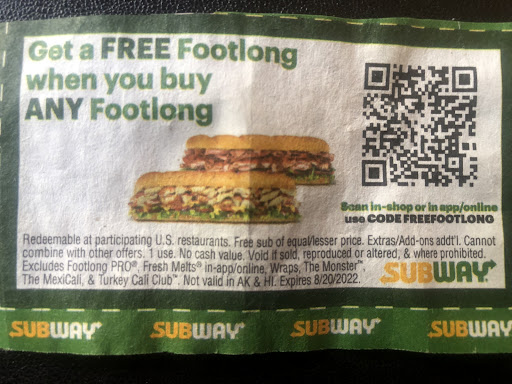 Get a FREE Footlong
when you buy
ANY Footlong
Scan in-shop or in app/online
use CODE FREEFOOTLONG
Redeemable at participating U.S. restaurants. Free sub of equal/lesser price. Extras/Add-ons addt'l. Cannot
combine with other offers. 1 use. No cash value. Void if sold, reproduced or altered, & where prohibited.
Excludes Footlong PRO®, Fresh Melts® in-app/online, Wraps, The Monster™,
The MexiCali, & Turkey Cali Club™. Not valid in AK & HI. Expires 8/20/2022.
SUBWAY
SUBWAY SUBWAY SUBWAY SUBWAY